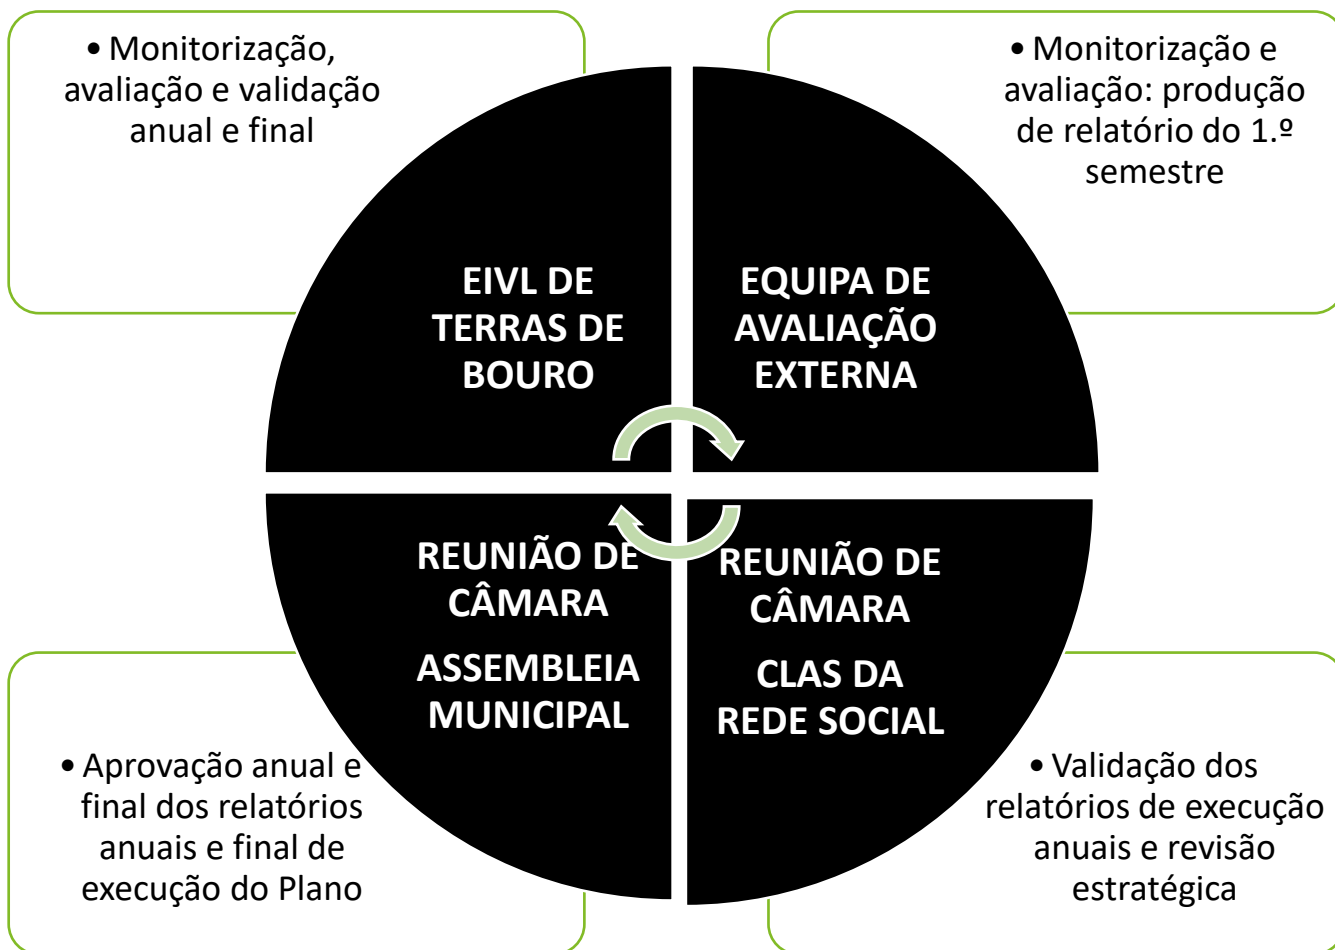 • Monitorização,
avaliação e validação
anual e final
• Monitorização e
avaliação: produção
de relatório do 1.º
semestre
EIVL DE
TERRAS DE
BOURO
EQUIPA DE
AVALIAÇÃO
EXTERNA
REUNIÃO DE
CÂMARA
ASSEMBLEIA
MUNICIPAL
REUNIÃO DE
CÂMARA
CLAS DA
REDE SOCIAL
• Aprovação anual e
final dos relatórios
anuais e final de
execução do Plano
• Validação dos
relatórios de execução
anuais e revisão
estratégica